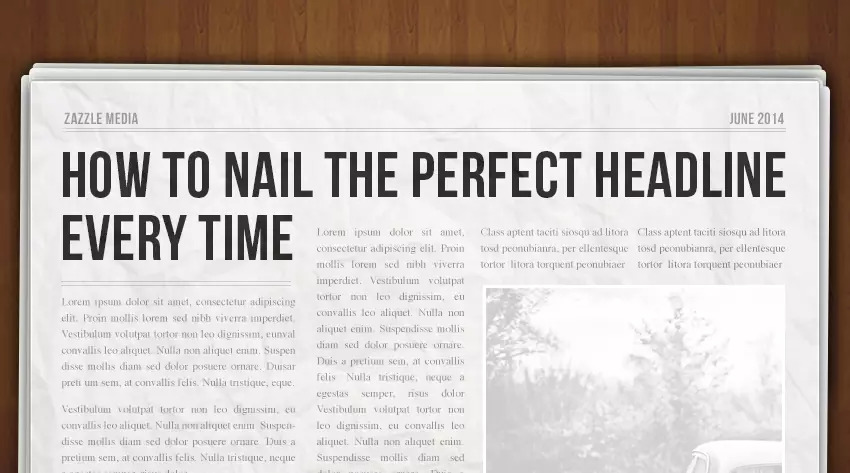 ZAZZLE MEDIA
JUNE 2014
HOW TO NAIL THE PERFECT HEADLINE
EVERY TIME
Lorem ipsum dolor sit amet, consectetur adipiscing
elit. Proin mollis lorem sed nibh viverra imperdiet.
Vestibulum volutpat tortor non leo dignissim, eunval
convallis leo aliquet. Nulla non aliquet enim. Suspen
disse mollis diam sed dolor posuere ornare. Duisar
preti um sem, at convallis felis. Nulla tristique, eque.
Vestibulum volutpat tortor non leo dignissim, eu
convallis leo aliquet. Nulla non aliquet enim. Suspen-
disse mollis diam sed dolor posuere ornare. Duis a
pretium sem, at convallis felis. Nulla tristique, neque
Lorem ipsum dolor sit amet,
consectetur adipiscing elit. Proin
mollis lorem sed nibh viverra
imperdiet. Vestibulum volutpat
tortor non leo dignissim, eu
convallis leo aliquet. Nulla non
aliquet enim. Suspendisse mollis
diam sed dolor posuere ornare.
Duis a pretium sem, at convallis
felis. Nulla tristique, neque a
egestas semper, risus dolor
Vestibulum volutpat tortor non
leo dignissim, eu convallis leo
aliquet. Nulla non aliquet enim.
Suspendisse mollis diam sed
Class aptent taciti siosqu ad litora
tosd peonubianra, per ellentesque
tortor litora torquent peonubiaer
Class aptent taciti siosqu ad litora
tosd peonubianra, per ellentesque
tortor litora torquent peonubiaer